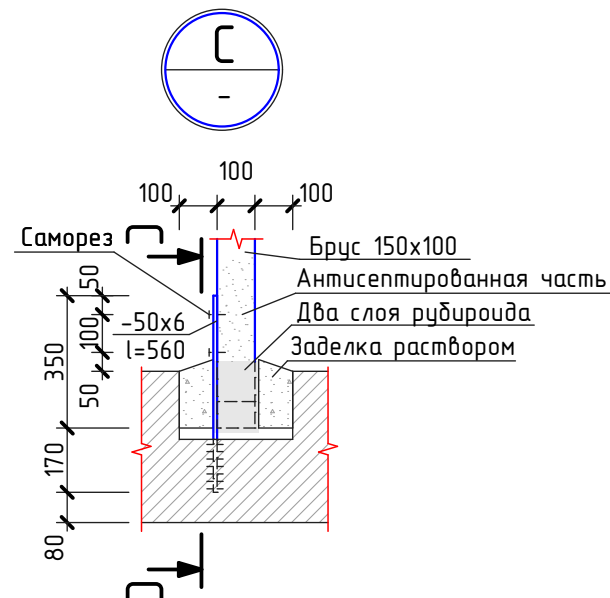 С
-
100
100
100
Саморез
Брус 150х100
Антисептированная часть
Два слоя рубироида
Заделка раствором
-50х6
l=560
50
100
50
350
170
80